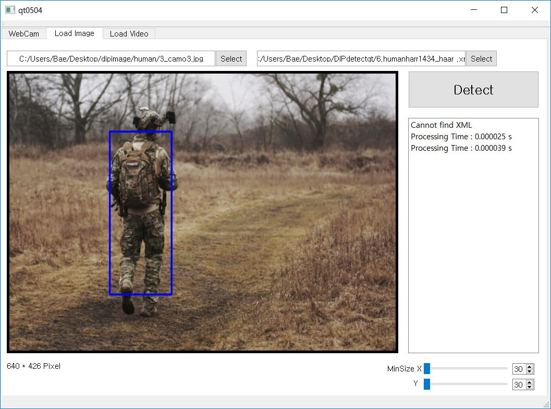 qt0504
WebCam Load Image Load Video
C:/Users/Bae/Desktop/dipimage/human/3_camo3.jpg Select :/Users/Bae/Desktop/DIPdetectqt/6.humanharr1434_haar .xr Select
Detect
Cannot find XML
Processing Time : 0.000025 s
Processing Time : 0.000039 s
640 * 426 Pixel
MinSize X 30
Y 30